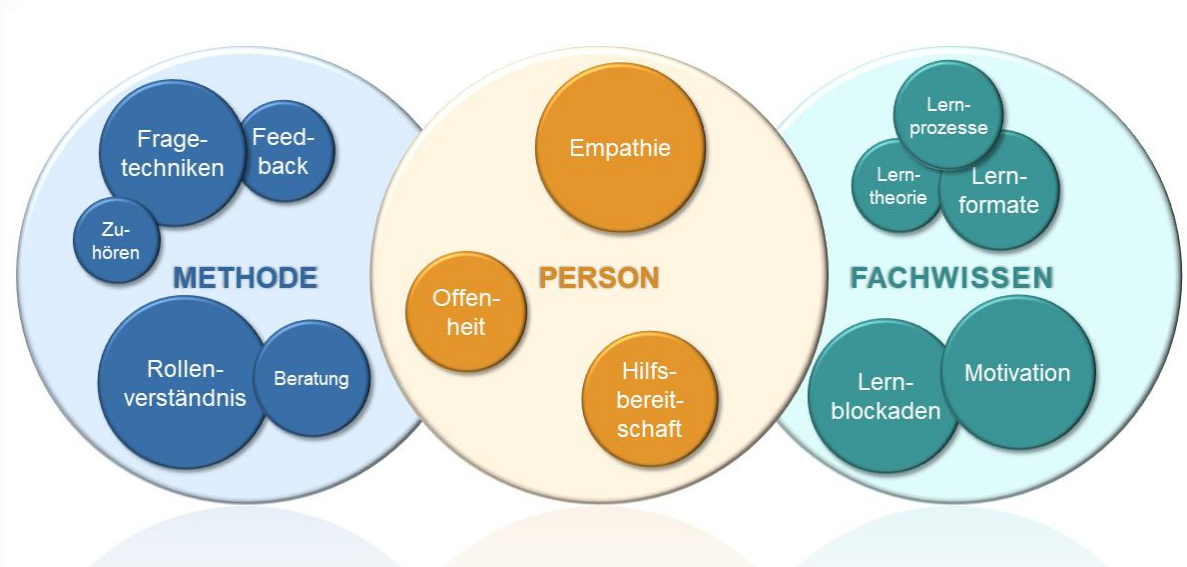 Frage-
techniken
Feed-
back
Zu-
hören
METHODE
Rollen-
verständnis
Beratung
Empathie
Offen-
heit
PERSON
Hilfs-
bereit-
schaft
Lern-
prozesse
Lern-
theorie
Lern-
formate
FACHWISSEN
Lern-
blockaden
Motivation